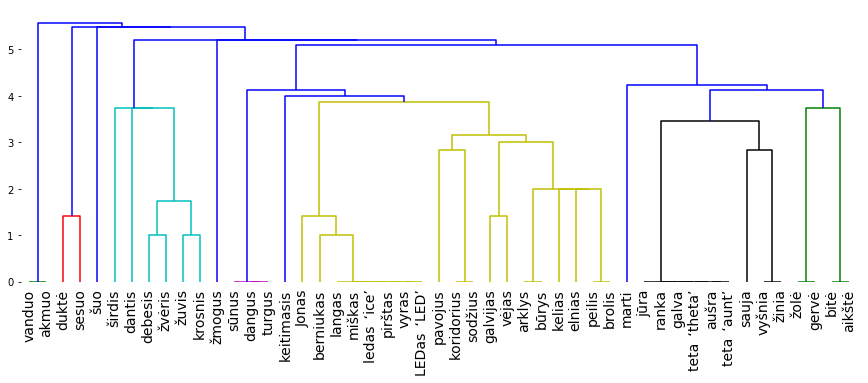 5
4
3
2
1
0
vanduo
akmuo
duktė
sesuo
šuo
širdis
dantis
debesis
žvėris
žuvis
krosnis
žmogus
sūnus
dangus
turgus
keitimasis
Jonas
berniukas
langas
miškas
ledas ‘ice’
pirštas
vyras
LEDas ‘LED’
pavojus
koridorius
sodžius
galvijas
vėjas
arklys
būrys
kelias
elnias
peilis
brolis
marti
jūra
ranka
galva
teta ‘theta’
aušra
teta ‘aunt’
sauja
vyšnia
žinia
žolė
gervė
bitė
aikštė